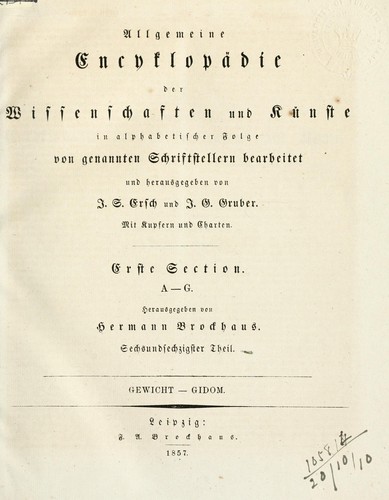 Allgemeine
Encyklopädie
der
Wissenschaften und Künste
in alphabetischer Folge
von genannten Schriftstellern bearbeitet
und herausgegeben von
J. S. Ersch und J. G. Gruber.
Mit Kupfern und Charten.
Erste Section.
A — G.
Herausgegeben von
Hermann Brockhaus.
Sechsundsechzigster Theil.
GEWICHT — GIDOM.
Leipzig:
F. A. Brockhaus.
1857.
20/10/10